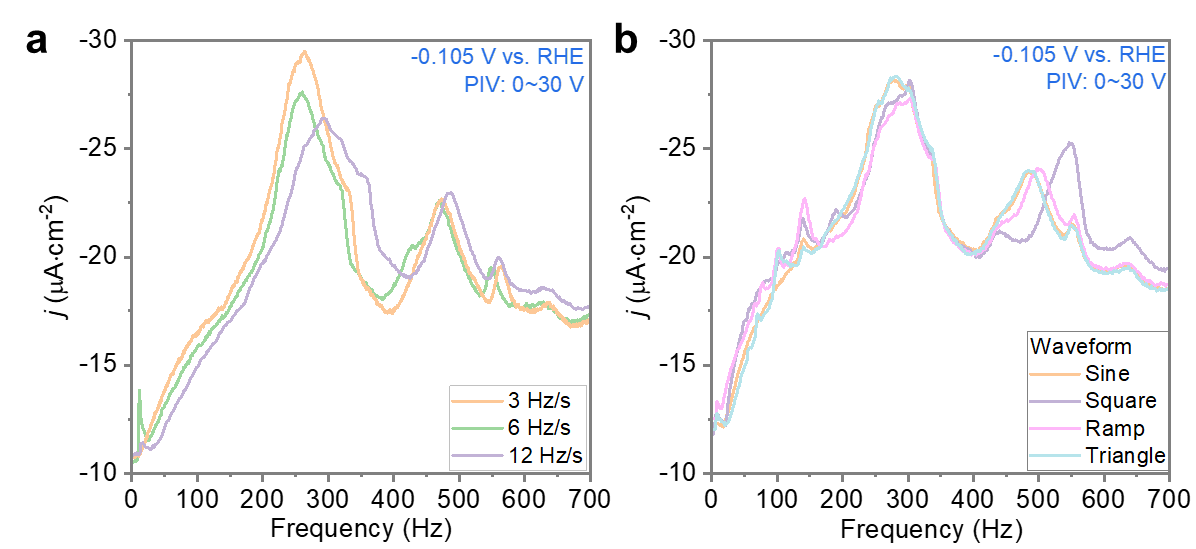 a
-0.105 V vs. RHE
PIV: 0~30 V
j (μA·cm⁻²)
-30
-25
-20
-15
-10
3 Hz/s
6 Hz/s
12 Hz/s
0 100 200 300 400 500 600 700
Frequency (Hz)
b
-0.105 V vs. RHE
PIV: 0~30 V
j (μA·cm⁻²)
-30
-25
-20
-15
-10
Waveform
Sine
Square
Ramp
Triangle
0 100 200 300 400 500 600 700
Frequency (Hz)